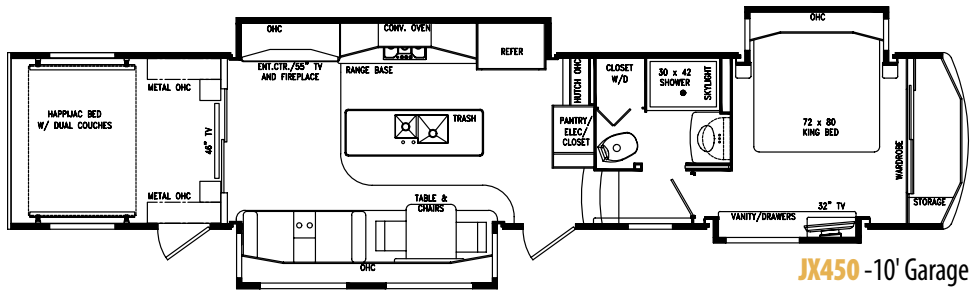 OHC
CONV. OVEN
REFER
ENT.CTR./55" TV
AND FIREPLACE
RANGE BASE
METAL OHC
HAPPIJAC BED
W/ DUAL COUCHES
46" TV
METAL OHC
TRASH
TABLE &
CHAIRS
OHC
HUTCH OHC
PANTRY/
ELEC/
CLOSET
CLOSET
W/D
30 x 42
SHOWER
SKYLIGHT
OHC
72 x 80
KING BED
WARDROBE
STORAGE
32" TV
VANITY/DRAWERS
JX450 -10' Garage